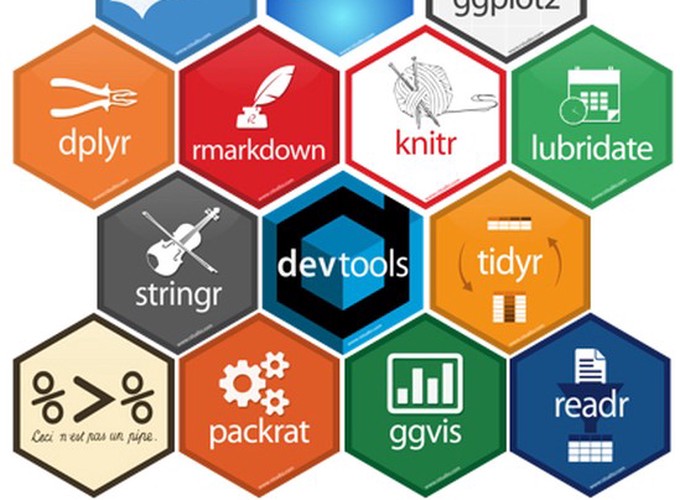 ggplot2
dplyr
rmarkdown
knitr
lubridate
stringr
devtools
tidyr
%>%
Ceci n'est pas un pipe.
packrat
ggvis
readr